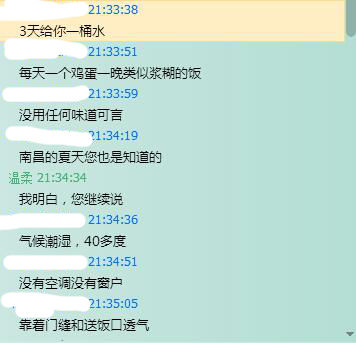 21:33:38
3天给你一桶水
21:33:51
每天一个鸡蛋一晚类似浆糊的饭
21:33:59
没用任何味道可言
21:34:19
南昌的夏天您也是知道的
温柔 21:34:34
我明白，您继续说
21:34:36
气候潮湿，40多度
21:34:51
没有空调没有窗户
21:35:05
靠着门缝和送饭口透气